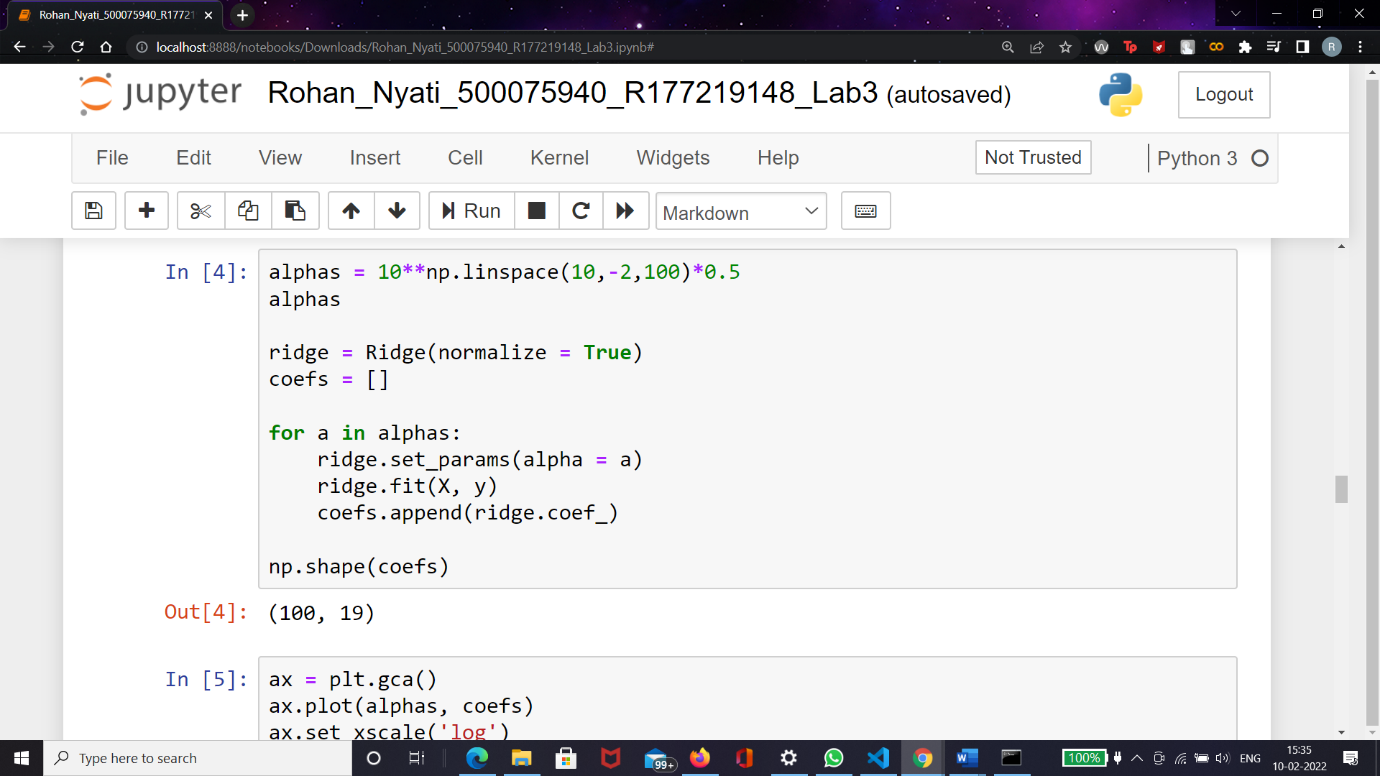 Rohan_Nyati_500075940_R17721
localhost:8888/notebooks/Downloads/Rohan_Nyati_500075940_R177219148_Lab3.ipynb#
Tp
R
jupyter Rohan_Nyati_500075940_R177219148_Lab3 (autosaved)
Logout
File Edit View Insert Cell Kernel Widgets Help
Not Trusted
Python 3
Run
Markdown
In [4]:
alphas = 10**np.linspace(10,-2,100)*0.5
alphas
ridge = Ridge(normalize = True)
coefs = []
for a in alphas:
    ridge.set_params(alpha = a)
    ridge.fit(X, y)
    coefs.append(ridge.coef_)
np.shape(coefs)
Out[4]: (100, 19)
In [5]:
ax = plt.gca()
ax.plot(alphas, coefs)
ax.set_xscale('log')
Type here to search
99+
W
100%
ENG
15:35
10-02-2022